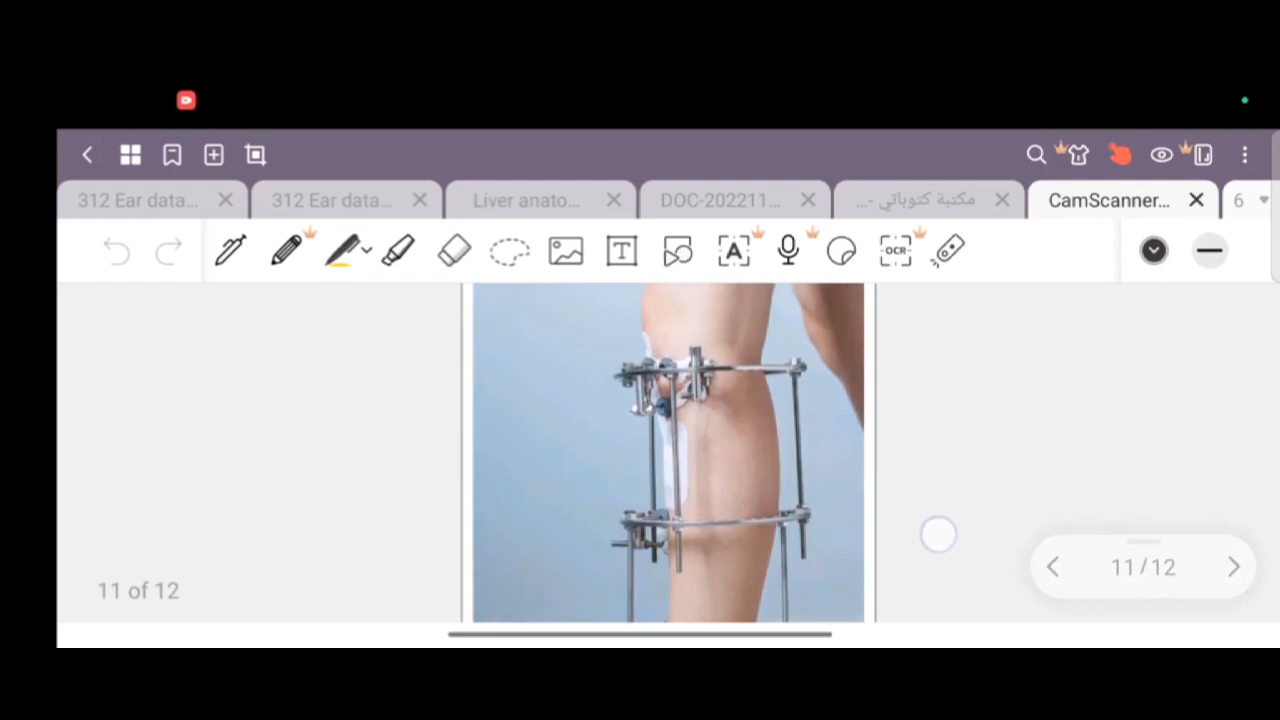 312 Ear data...
312 Ear data...
Liver anato...
DOC-202211...
مكتبة كتوباتي -...
CamScanner...
6
T
A
OCR
11 of 12
11/12